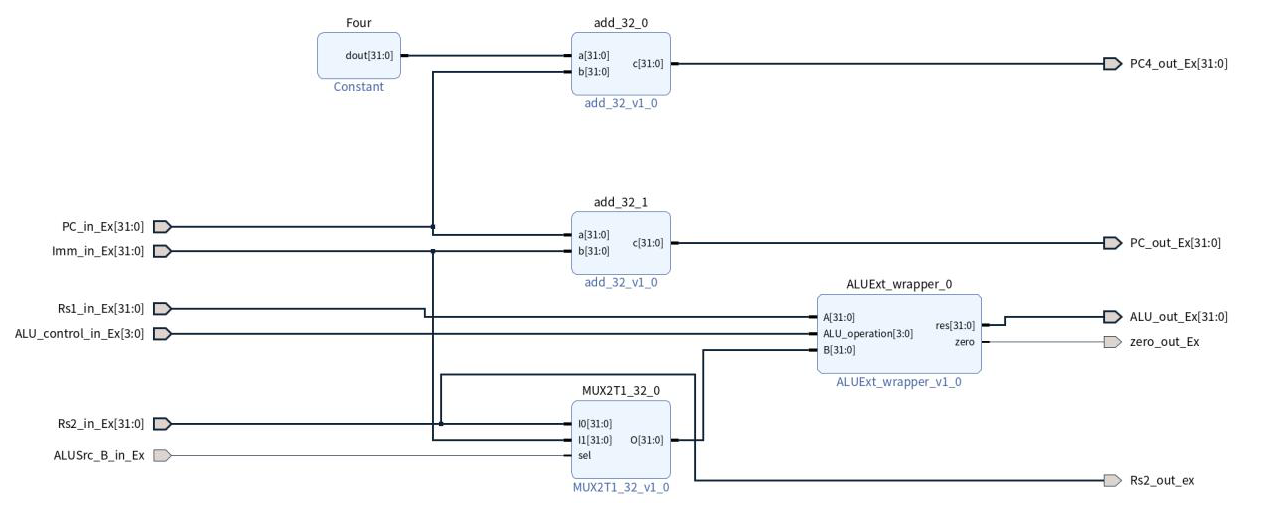 Four
dout[31:0]
Constant
add_32_0
a[31:0]
b[31:0]
c[31:0]
add_32_v1_0
PC4_out_Ex[31:0]
PC_in_Ex[31:0]
Imm_in_Ex[31:0]
add_32_1
a[31:0]
b[31:0]
c[31:0]
add_32_v1_0
PC_out_Ex[31:0]
Rs1_in_Ex[31:0]
ALU_control_in_Ex[3:0]
ALUExt_wrapper_0
A[31:0]
ALU_operation[3:0]
B[31:0]
res[31:0]
zero
ALUExt_wrapper_v1_0
ALU_out_Ex[31:0]
zero_out_Ex
Rs2_in_Ex[31:0]
ALUSrc_B_in_Ex
MUX2T1_32_0
I0[31:0]
I1[31:0]
sel
O[31:0]
MUX2T1_32_v1_0
Rs2_out_ex